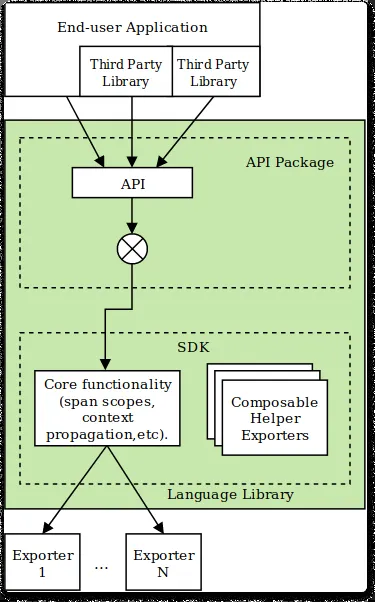 End-user Application
Third Party
Library
Third Party
Library
API Package
API
SDK
Core functionality
(span scopes,
context
propagation,etc).
Composable
Helper
Exporters
Language Library
Exporter
1
...
Exporter
N